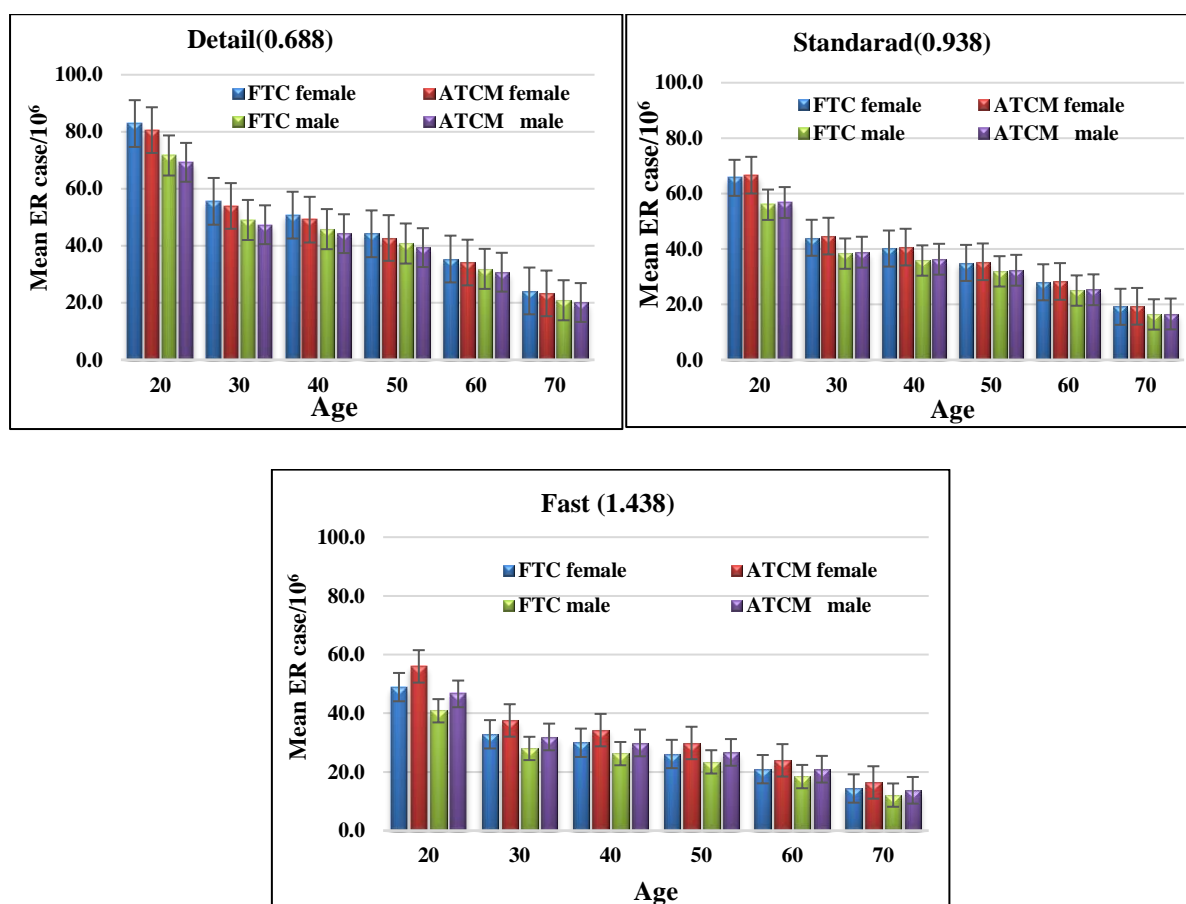 Detail(0.688)
FTC female ATCM female
FTC male ATCM male
Mean ER case/10⁶
100.0
80.0
60.0
40.0
20.0
0.0
20 30 40 50 60 70
Age
Standarad(0.938)
FTC female ATCM female
FTC male ATCM male
Mean ER case/10⁶
100.0
80.0
60.0
40.0
20.0
0.0
20 30 40 50 60 70
Age
Fast (1.438)
FTC female ATCM female
FTC male ATCM male
Mean ER case/10⁶
100.0
80.0
60.0
40.0
20.0
0.0
20 30 40 50 60 70
Age